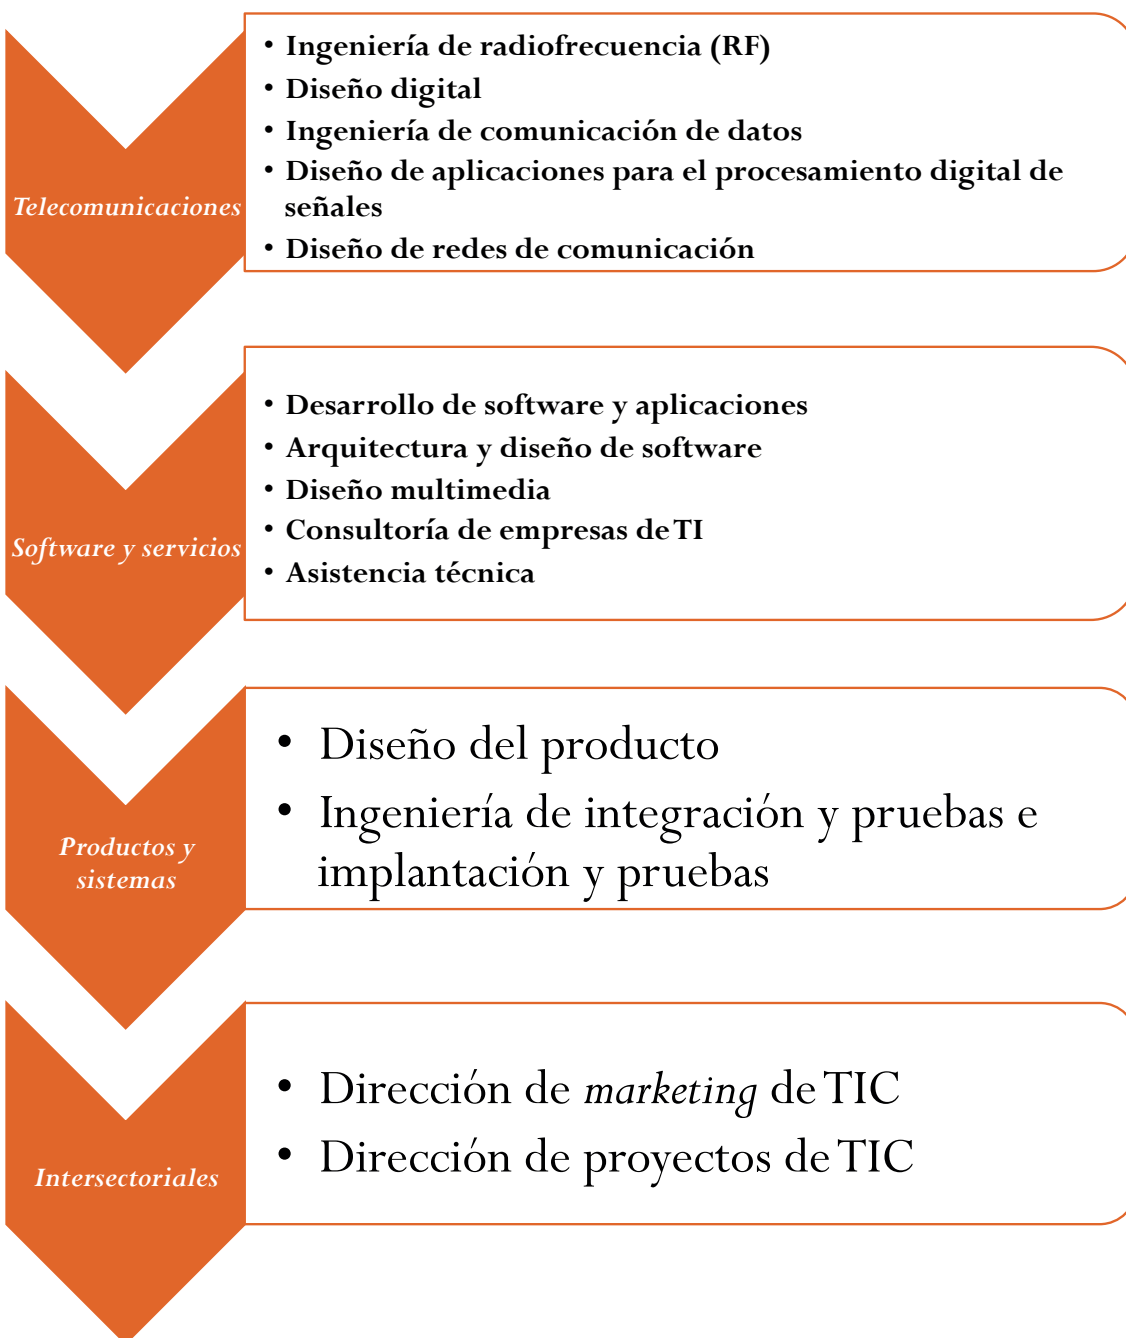 Telecomunicaciones
• Ingeniería de radiofrecuencia (RF)
• Diseño digital
• Ingeniería de comunicación de datos
• Diseño de aplicaciones para el procesamiento digital de
señales
• Diseño de redes de comunicación
Software y servicios
• Desarrollo de software y aplicaciones
• Arquitectura y diseño de software
• Diseño multimedia
• Consultoría de empresas de TI
• Asistencia técnica
Productos y
sistemas
• Diseño del producto
• Ingeniería de integración y pruebas e
implantación y pruebas
Intersectoriales
• Dirección de marketing de TIC
• Dirección de proyectos de TIC